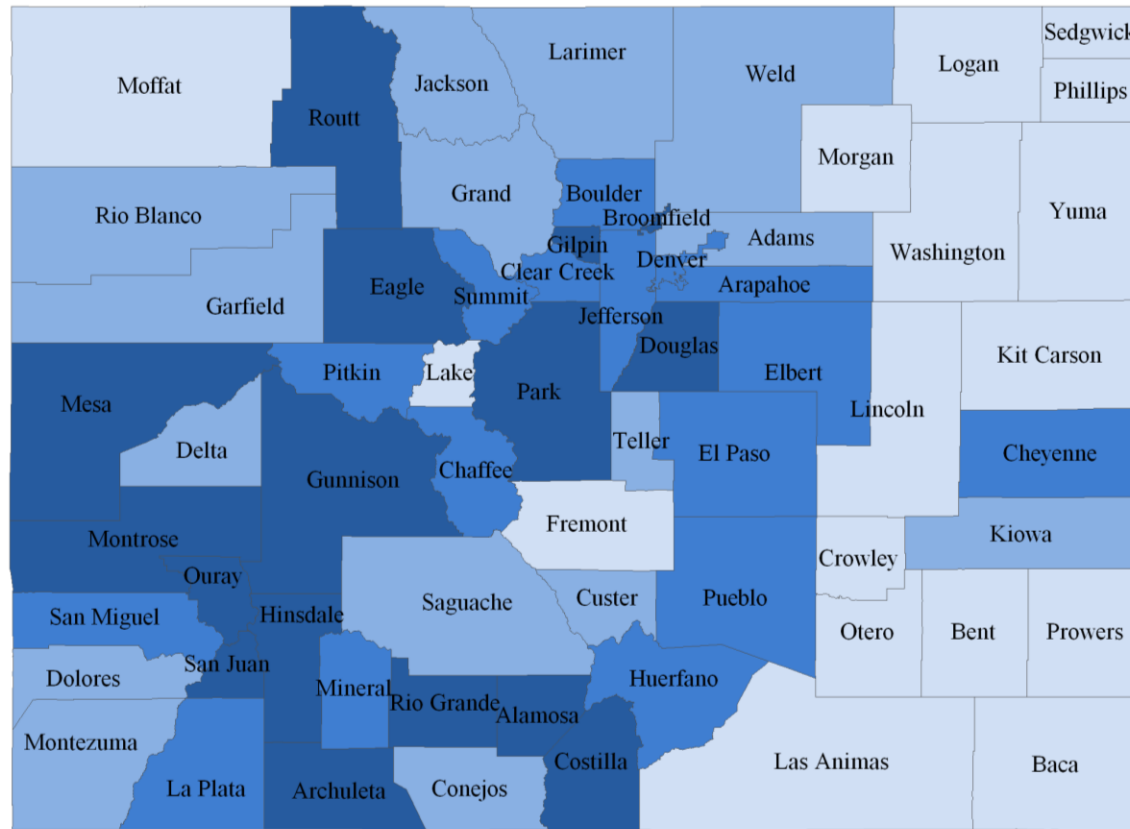 Sedgwick
Larimer
Logan
Weld
Moffat
Jackson
Phillips
Routt
Morgan
Grand
Boulder
Rio Blanco
Yuma
Broomfield
Adams
Gilpin
Washington
Denver
Clear Creek
Eagle
Arapahoe
Summit
Garfield
Jefferson
Douglas
Kit Carson
Pitkin
Lake
Elbert
Park
Mesa
Lincoln
Teller
Delta
El Paso
Cheyenne
Chaffee
Gunnison
Fremont
Kiowa
Montrose
Crowley
Ouray
Custer
Pueblo
Saguache
San Miguel
Hinsdale
Otero
Bent
Prowers
San Juan
Dolores
Huerfano
Mineral
Rio Grande
Alamosa
Montezuma
Costilla
Las Animas
Baca
La Plata
Archuleta
Conejos